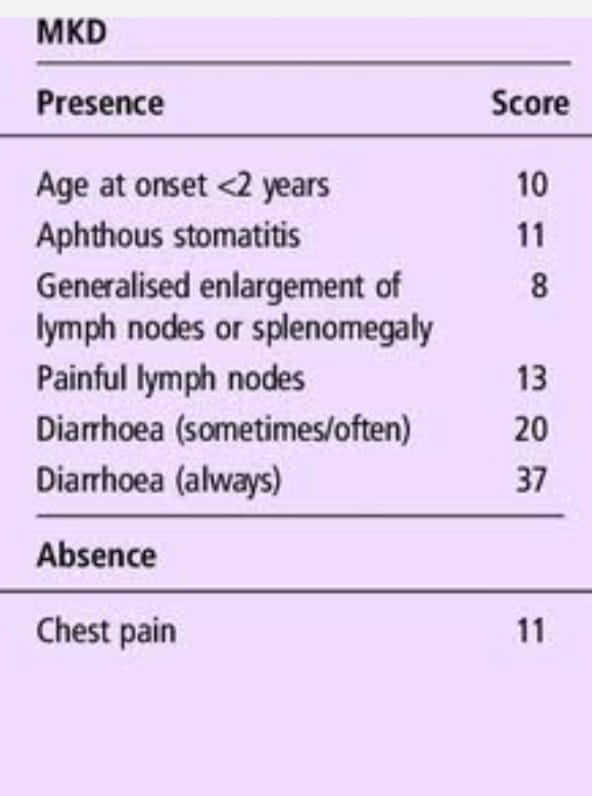 MKD
Presence Score
Age at onset <2 years 10
Aphthous stomatitis 11
Generalised enlargement of 8
lymph nodes or splenomegaly
Painful lymph nodes 13
Diarrhoea (sometimes/often) 20
Diarrhoea (always) 37
Absence
Chest pain 11